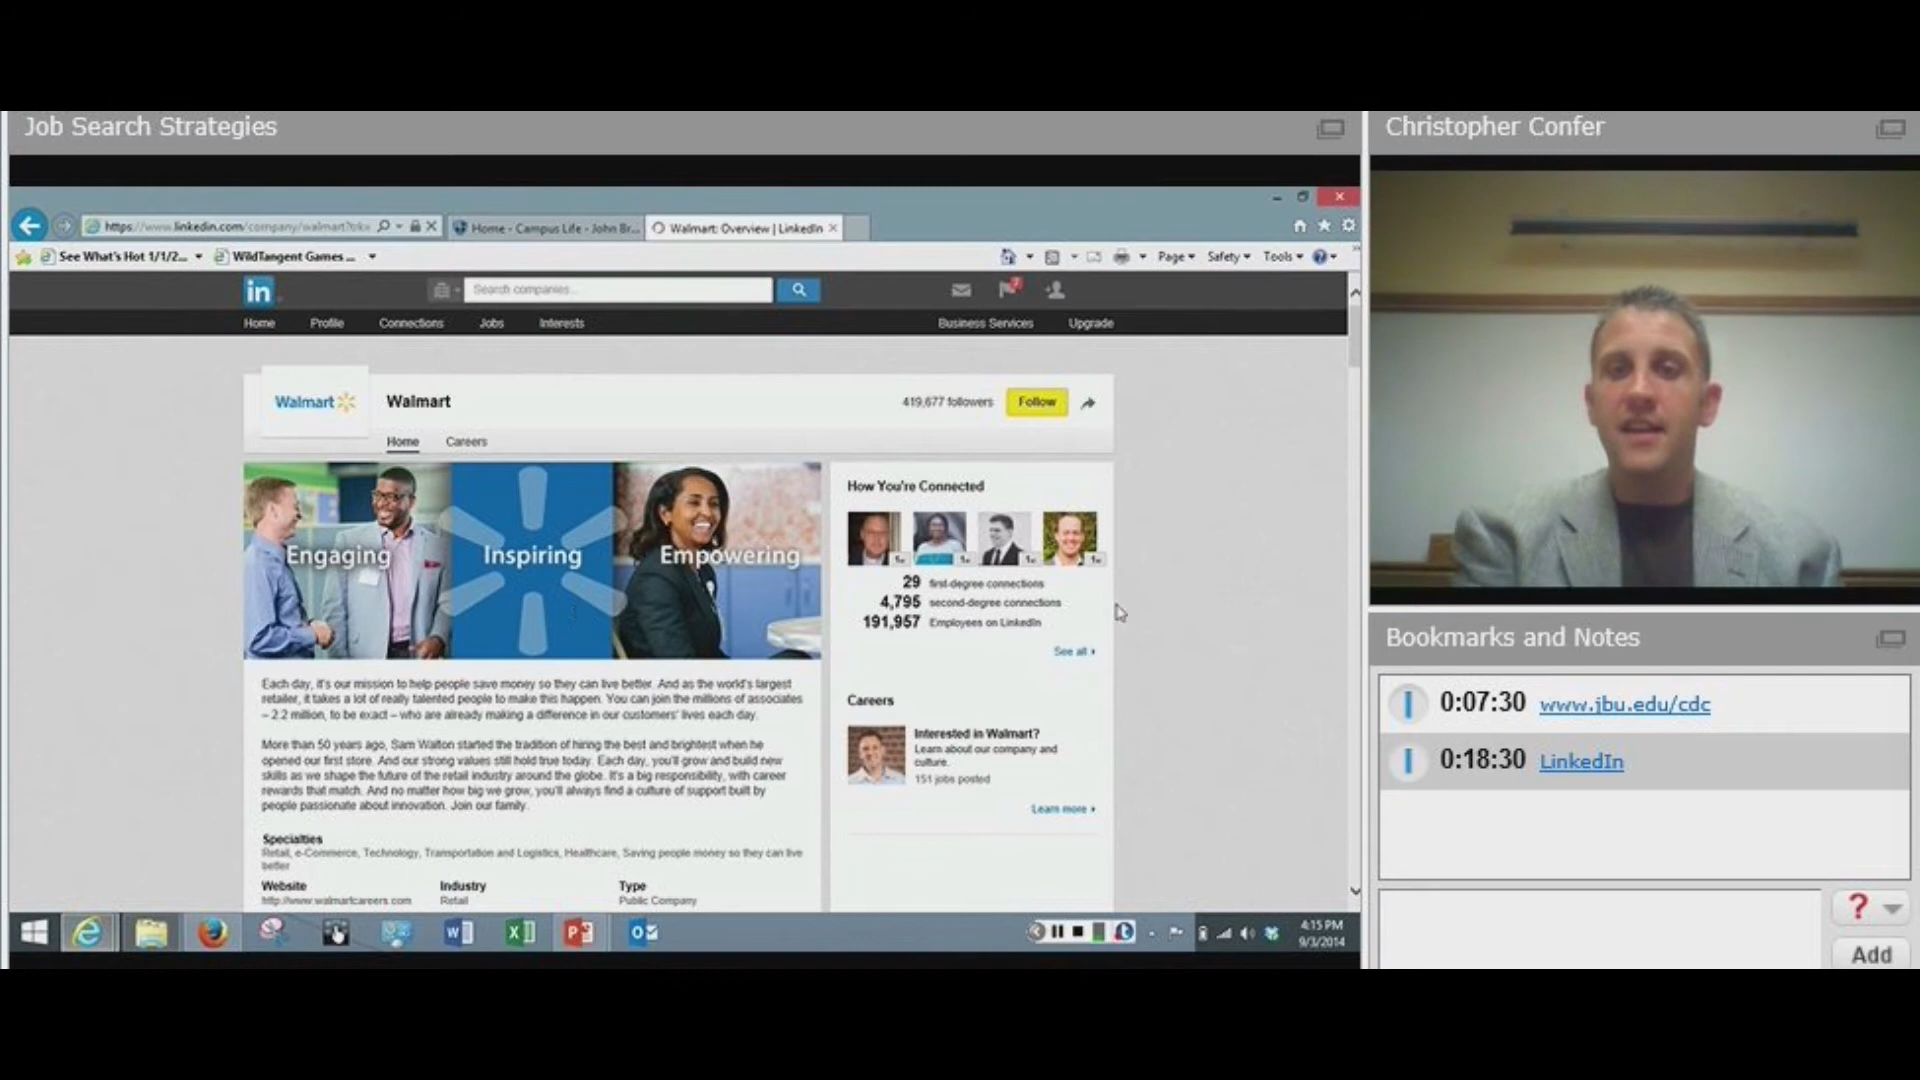 Job Search Strategies
Christopher Confer
https://www.linkedin.com/company/walmart?trk=
Home - Campus Life - John Br...
Walmart: Overview | LinkedIn
See What's Hot 1/1/2...
WildTangent Games ...
Page
Safety
Tools
in
Search companies...
Home
Profile
Connections
Jobs
Interests
Business Services
Upgrade
Walmart
Walmart
419,677 followers
Follow
Home
Careers
Engaging
Inspiring
Empowering
How You're Connected
29 first-degree connections
4,795 second-degree connections
191,957 Employees on LinkedIn
See all
Each day, it's our mission to help people save money so they can live better. And as the world's largest
retailer, it takes a lot of really talented people to make this happen. You can join the millions of associates
– 2.2 million, to be exact – who are already making a difference in our customers' lives each day.
More than 50 years ago, Sam Walton started the tradition of hiring the best and brightest when he
opened our first store. And our strong values still hold true today. Each day, you'll grow and build new
skills as we shape the future of the retail industry around the globe. It's a big responsibility, with career
rewards that match. And no matter how big we grow, you'll always find a culture of support built by
people passionate about innovation. Join our family.
Careers
Interested in Walmart?
Learn about our company and
culture.
151 jobs posted
Learn more
Specialties
Retail, e-Commerce, Technology, Transportation and Logistics, Healthcare, Saving people money so they can live
better
Website
Industry
Type
http://www.walmartcareers.com
Retail
Public Company
4:15 PM
9/3/2014
Bookmarks and Notes
0:07:30 www.jbu.edu/cdc
0:18:30 LinkedIn
?
Add